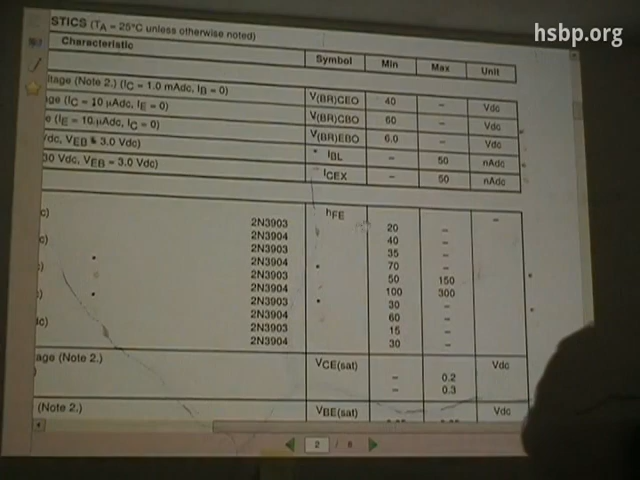 hsbp.org
STICS (TA = 25°C unless otherwise noted)
Characteristic Symbol Min Max Unit
ltage (Note 2.) (IC = 1.0 mAdc, IB = 0) V(BR)CEO 40 – Vdc
ge (IC = 10 μAdc, IE = 0) V(BR)CBO 60 – Vdc
e (IE = 10 μAdc, IC = 0) V(BR)EBO 6.0 – Vdc
/dc, VEB = 3.0 Vdc) IBL – 50 nAdc
30 Vdc, VEB = 3.0 Vdc) ICEX – 50 nAdc
hFE –
c) 2N3903 20 –
2N3904 40 –
c) 2N3903 35 –
2N3904 70 –
c) 2N3903 50 150
2N3904 100 300
c) 2N3903 30 –
2N3904 60 –
dc) 2N3903 15 –
2N3904 30 –
age (Note 2.) VCE(sat) Vdc
) – 0.2
– 0.3
(Note 2.) VBE(sat) Vdc
2 / 8